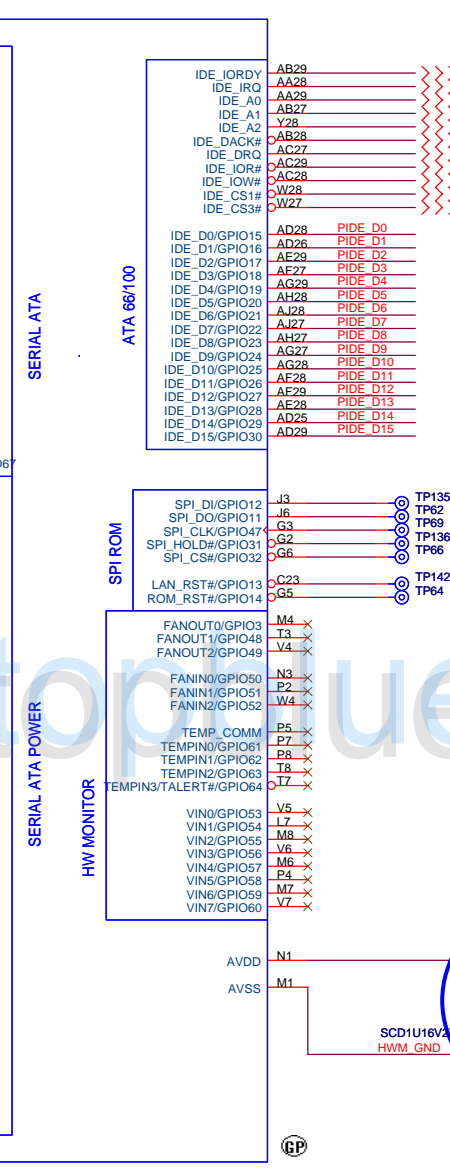 IDE_IORDY AB29
IDE_IRQ AA28
IDE_A0 AA29
IDE_A1 AB27
IDE_A2 Y28
IDE_DACK# AB28
IDE_DRQ AC27
IDE_IOR# AC29
IDE_IOW# AC28
IDE_CS1# W28
IDE_CS3# W27
IDE_D0/GPIO15 AD28 PIDE_D0
IDE_D1/GPIO16 AD26 PIDE_D1
IDE_D2/GPIO17 AE29 PIDE_D2
IDE_D3/GPIO18 AF27 PIDE_D3
IDE_D4/GPIO19 AG29 PIDE_D4
IDE_D5/GPIO20 AH28 PIDE_D5
IDE_D6/GPIO21 AJ28 PIDE_D6
IDE_D7/GPIO22 AJ27 PIDE_D7
IDE_D8/GPIO23 AH27 PIDE_D8
IDE_D9/GPIO24 AG27 PIDE_D9
IDE_D10/GPIO25 AG28 PIDE_D10
IDE_D11/GPIO26 AF28 PIDE_D11
IDE_D12/GPIO27 AF29 PIDE_D12
IDE_D13/GPIO28 AE28 PIDE_D13
IDE_D14/GPIO29 AD25 PIDE_D14
IDE_D15/GPIO30 AD29 PIDE_D15
ATA 66/100
SERIAL ATA
O67
SPI ROM
SPI_DI/GPIO12 J3 TP135
SPI_DO/GPIO11 J6 TP62
SPI_CLK/GPIO47 G3 TP69
SPI_HOLD#/GPIO31 G2 TP136
SPI_CS#/GPIO32 G6 TP66
LAN_RST#/GPIO13 C23 TP142
ROM_RST#/GPIO14 G5 TP64
FANOUT0/GPIO3 M4
FANOUT1/GPIO48 T3
FANOUT2/GPIO49 V4
FANIN0/GPIO50 N3
FANIN1/GPIO51 P2
FANIN2/GPIO52 W4
topblue
TEMP_COMM P5
TEMPIN0/GPIO61 P7
TEMPIN1/GPIO62 P8
TEMPIN2/GPIO63 T8
TEMPIN3/TALERT#/GPIO64 T7
SERIAL ATA POWER
HW MONITOR
VIN0/GPIO53 V5
VIN1/GPIO54 L7
VIN2/GPIO55 M8
VIN3/GPIO56 V6
VIN4/GPIO57 M6
VIN5/GPIO58 P4
VIN6/GPIO59 M7
VIN7/GPIO60 V7
AVDD N1
AVSS M1
SCD1U16V2
HWM_GND
GP